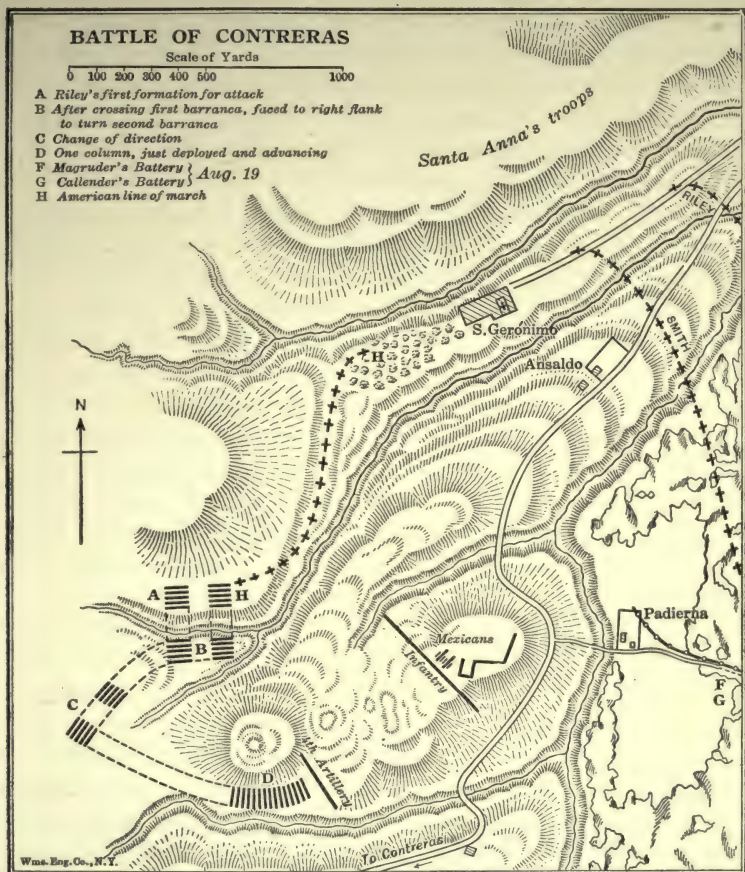 BATTLE OF CONTRERAS
Scale of Yards
0 100 200 300 400 500 1000
A Riley's first formation for attack
B After crossing first barranca, faced to right flank
to turn second barranca
C Change of direction
D One column, just deployed and advancing
F Magruder's Battery } Aug. 19
G Callender's Battery }
H American line of march
Santa Anna's troops
RILEY
SMITH
S. Gerónimo
H
Ansaldo
N
A H
B
C
D
4th Artillery
Infantry
Mexicans
Padierna
F
G
To Contreras
Wms. Eng. Co., N.Y.